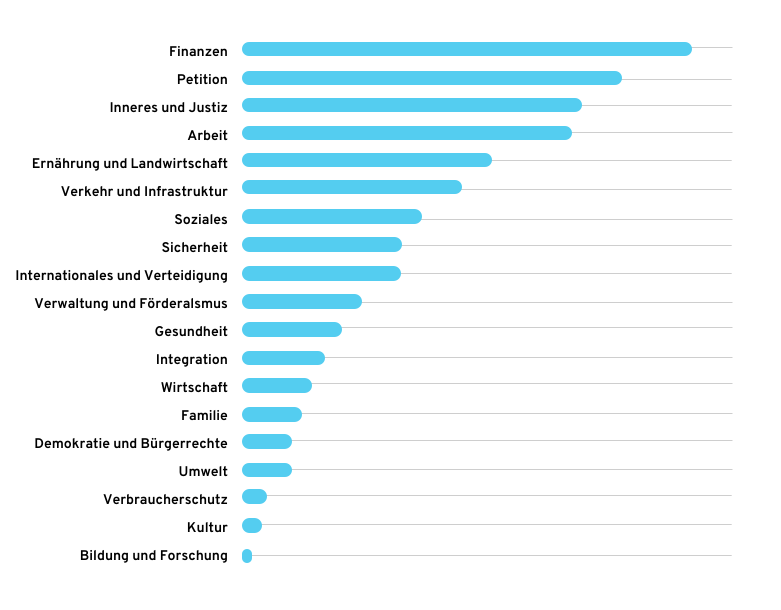 Finanzen
Petition
Inneres und Justiz
Arbeit
Ernährung und Landwirtschaft
Verkehr und Infrastruktur
Soziales
Sicherheit
Internationales und Verteidigung
Verwaltung und Förderalsmus
Gesundheit
Integration
Wirtschaft
Familie
Demokratie und Bürgerrechte
Umwelt
Verbraucherschutz
Kultur
Bildung und Forschung